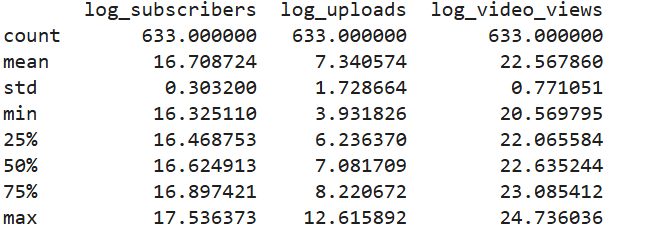 log_subscribers log_uploads log_video_views
count 633.000000 633.000000 633.000000
mean 16.708724 7.340574 22.567860
std 0.303200 1.728664 0.771051
min 16.325110 3.931826 20.569795
25% 16.468753 6.236370 22.065584
50% 16.624913 7.081709 22.635244
75% 16.897421 8.220672 23.085412
max 17.536373 12.615892 24.736036